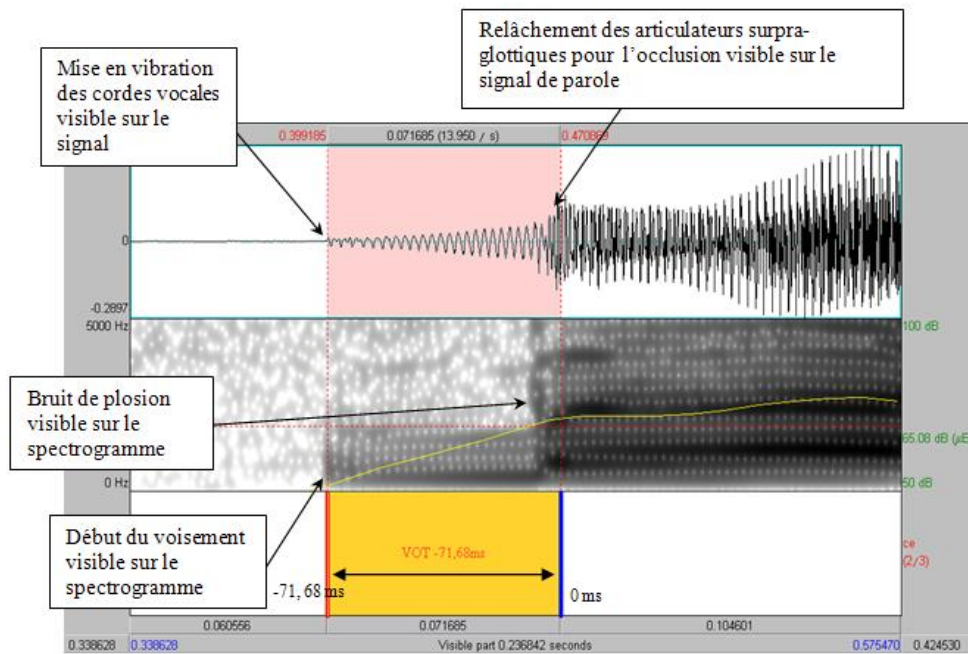 Relâchement des articulateurs surpra-
glottiques pour l'occlusion visible sur le
signal de parole
Mise en vibration
des cordes vocales
visible sur le
signal
0.399185
0.071685 (13.950 / s)
0.470869
0
-0.2897
5000 Hz
100 dB
Bruit de plosion
visible sur le
spectrogramme
65.08 dB (µE
0 Hz
50 dB
Début du voisement
visible sur le
spectrogramme
VOT -71,68ms
-71, 68 ms
0 ms
ce
(2/3)
0.060556
0.071685
0.104601
0.338628
0.338628
Visible part 0.236842 seconds
0.575470
0.424530